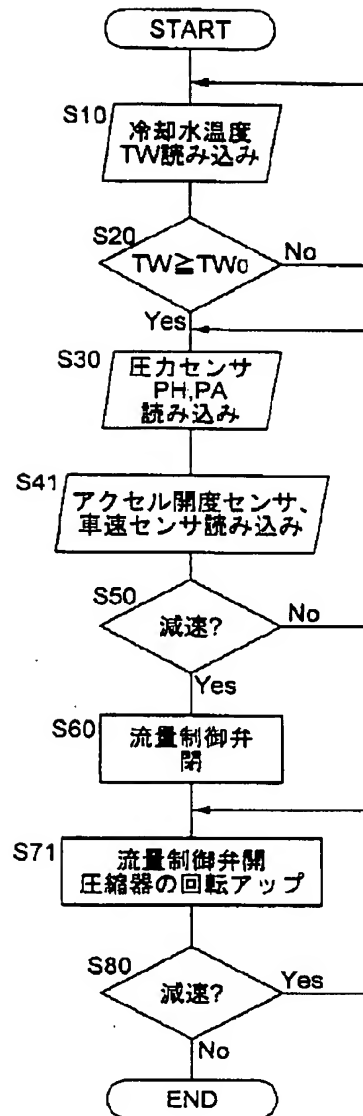 START
S10
冷却水温度
TW読み込み
S20
TW≧TW0
No
Yes
S30
圧力センサ
PH,PA
読み込み
S41
アクセル開度センサ、
車速センサ読み込み
S50
減速?
No
Yes
S60
流量制御弁
閉
S71
流量制御弁開
圧縮器の回転アップ
S80
減速?
Yes
No
END